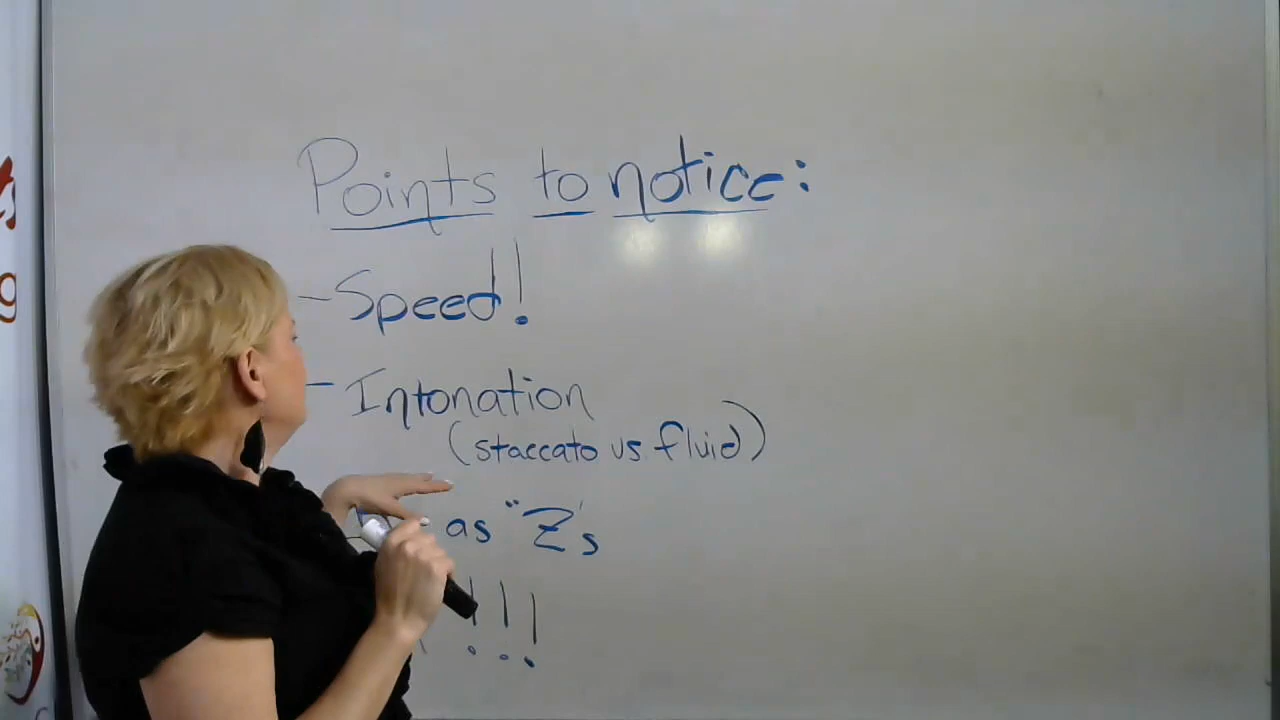 Points to notice:
- Speed!
- Intonation
(staccato vs fluid)
as "Z's
!!!